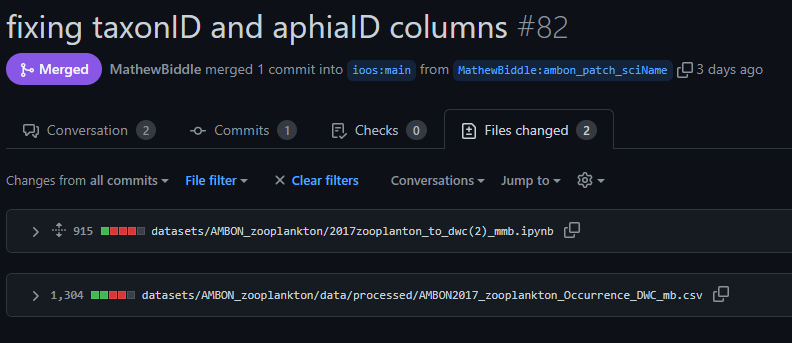 fixing taxonID and aphiaID columns #82
Merged MathewBiddle merged 1 commit into ioos:main from MathewBiddle:ambon_patch_sciName 3 days ago
Conversation 2 Commits 1 Checks 0 Files changed 2
Changes from all commits File filter Clear filters Conversations Jump to
915 datasets/AMBON_zooplankton/2017zooplanton_to_dwc(2)_mmb.ipynb
1,304 datasets/AMBON_zooplankton/data/processed/AMBON2017_zooplankton_Occurrence_DWC_mb.csv